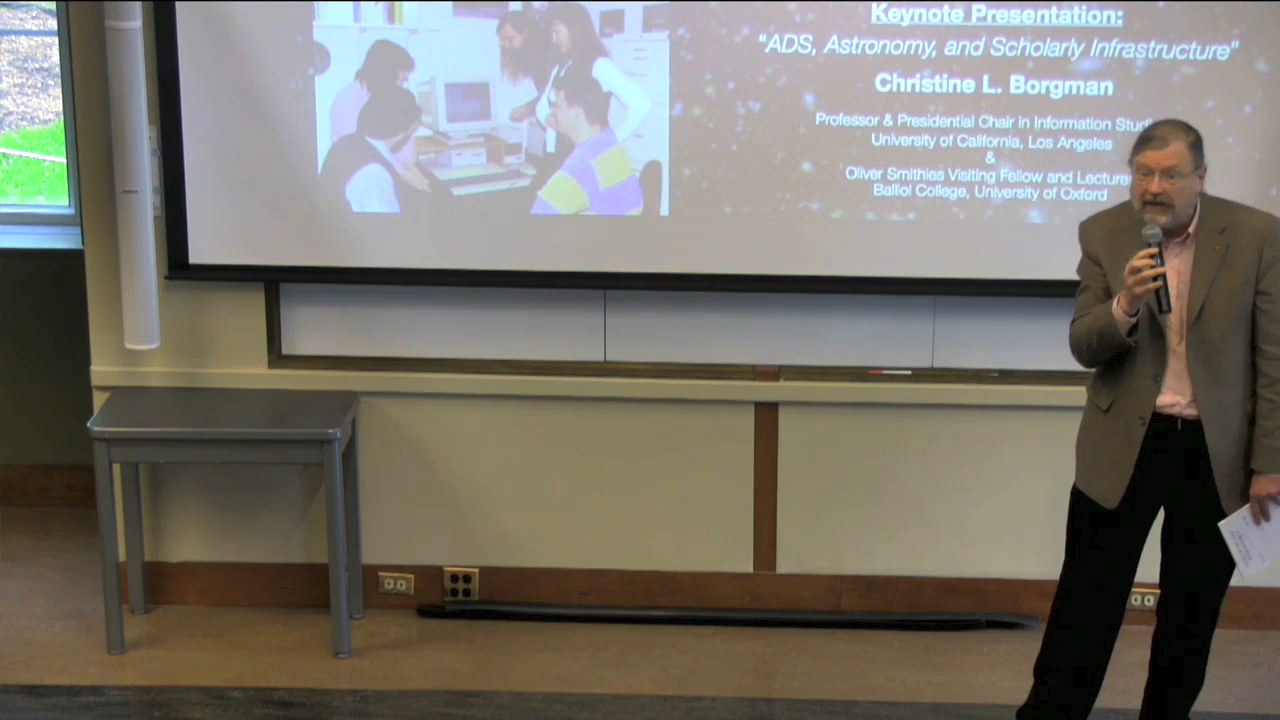 Keynote Presentation:
“ADS, Astronomy, and Scholarly Infrastructure”
Christine L. Borgman
Professor & Presidential Chair in Information
University of California, Los Angeles
&
Oliver Smithies Visiting Fellow and Lecturer
Balliol College, University of Oxford